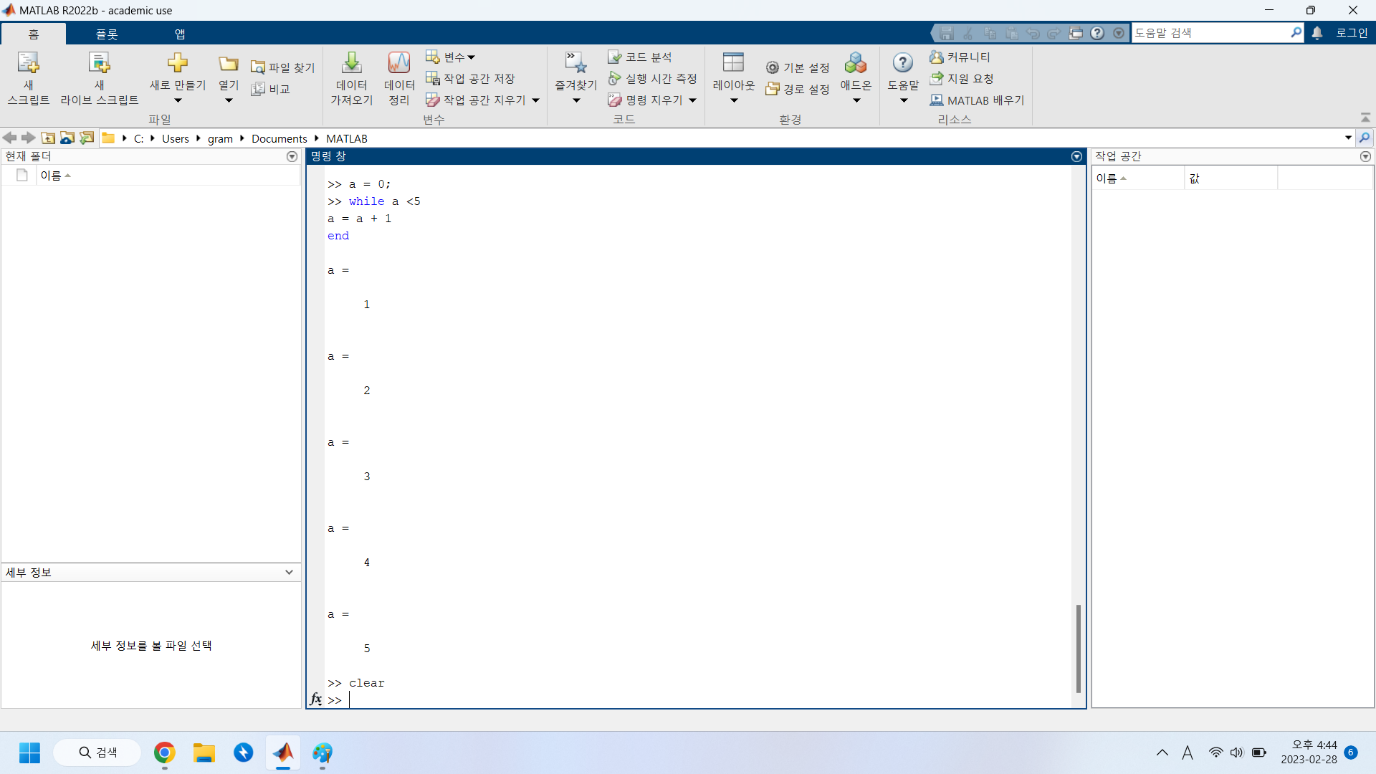 MATLAB R2022b - academic use
홈 플롯 앱
도움말 검색
로그인
새
스크립트
새
라이브 스크립트
새로 만들기
열기
파일 찾기
비교
파일
데이터
가져오기
데이터
정리
변수
작업 공간 저장
작업 공간 지우기
변수
즐겨찾기
코드 분석
실행 시간 측정
명령 지우기
코드
레이아웃
기본 설정
경로 설정
애드온
환경
도움말
커뮤니티
지원 요청
MATLAB 배우기
리소스
C: Users gram Documents MATLAB
현재 폴더
이름
명령 창
>> a = 0;
>> while a <5
a = a + 1
end
a =
1
a =
2
a =
3
a =
4
a =
5
>> clear
fx >>
작업 공간
이름 값
세부 정보
세부 정보를 볼 파일 선택
검색
A
오후 4:44
2023-02-28
6